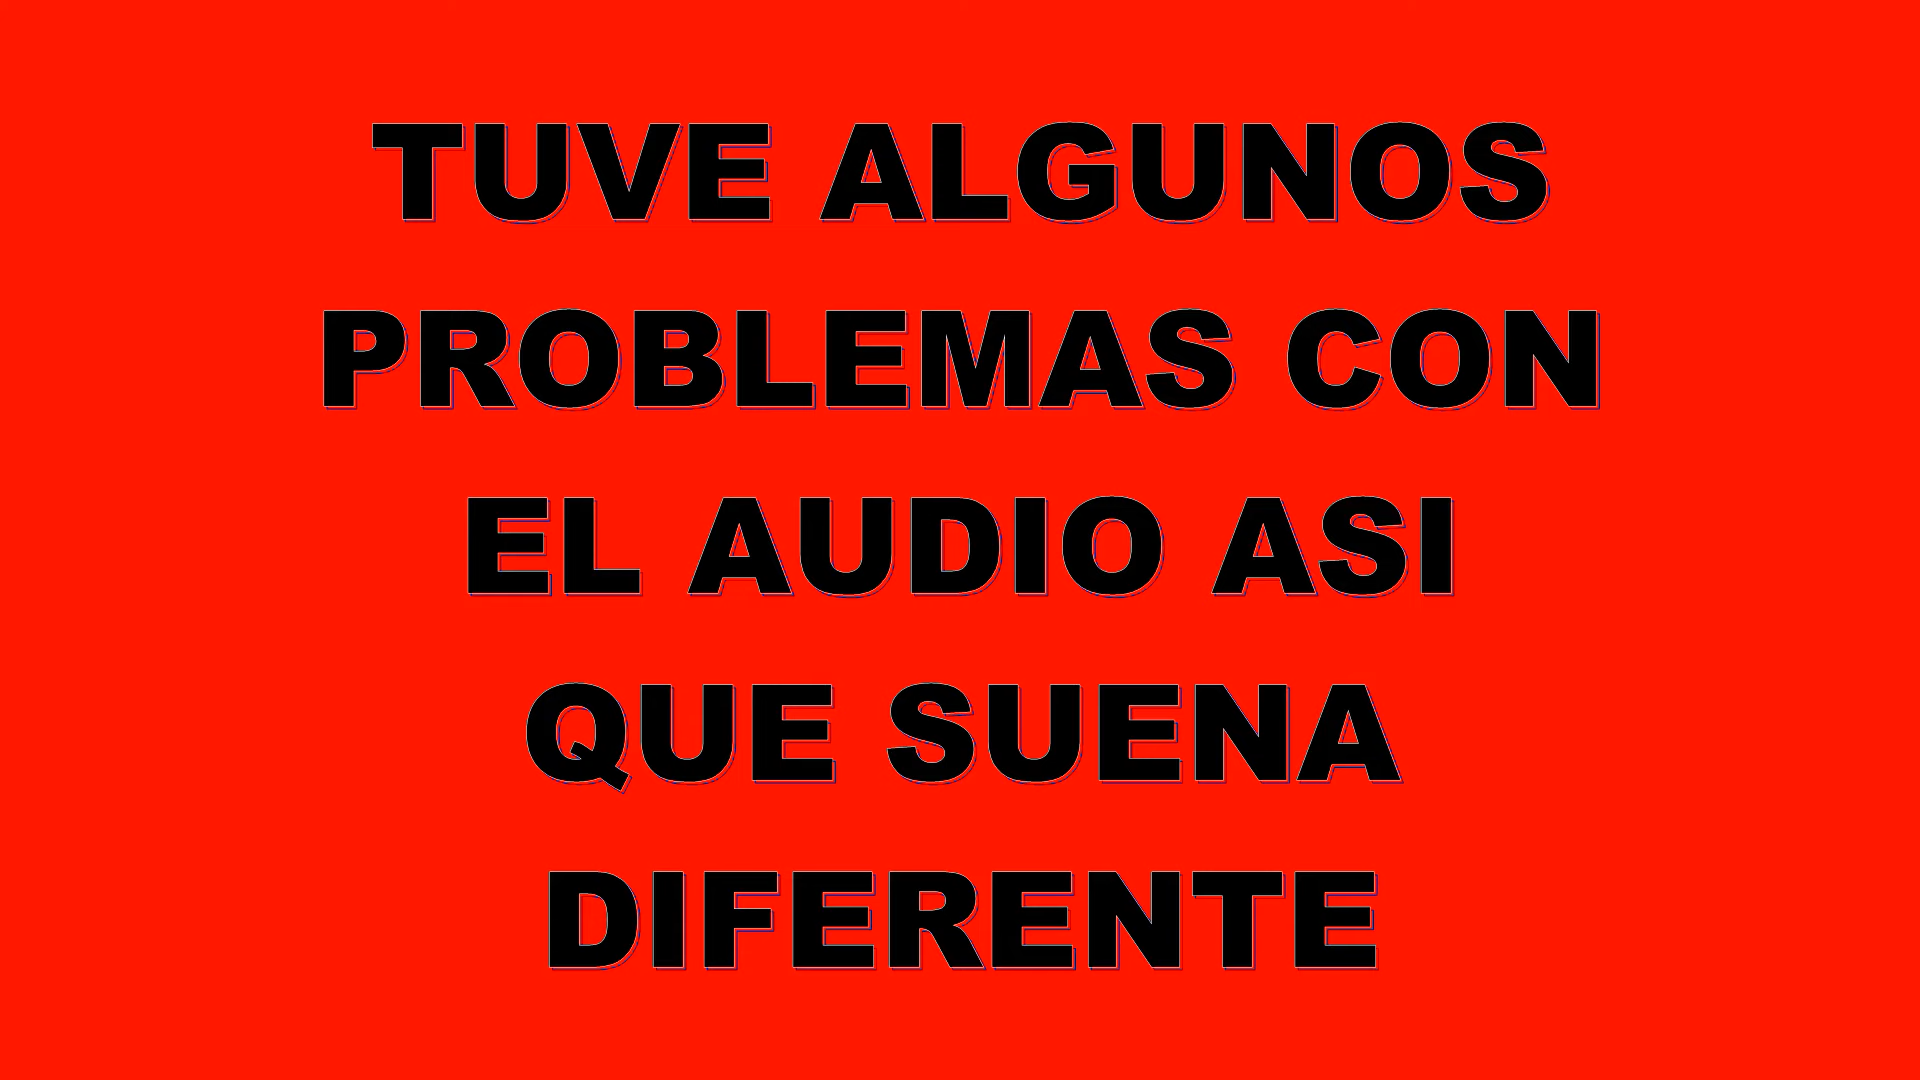 TUVE ALGUNOS
PROBLEMAS CON
EL AUDIO ASI
QUE SUENA
DIFERENTE